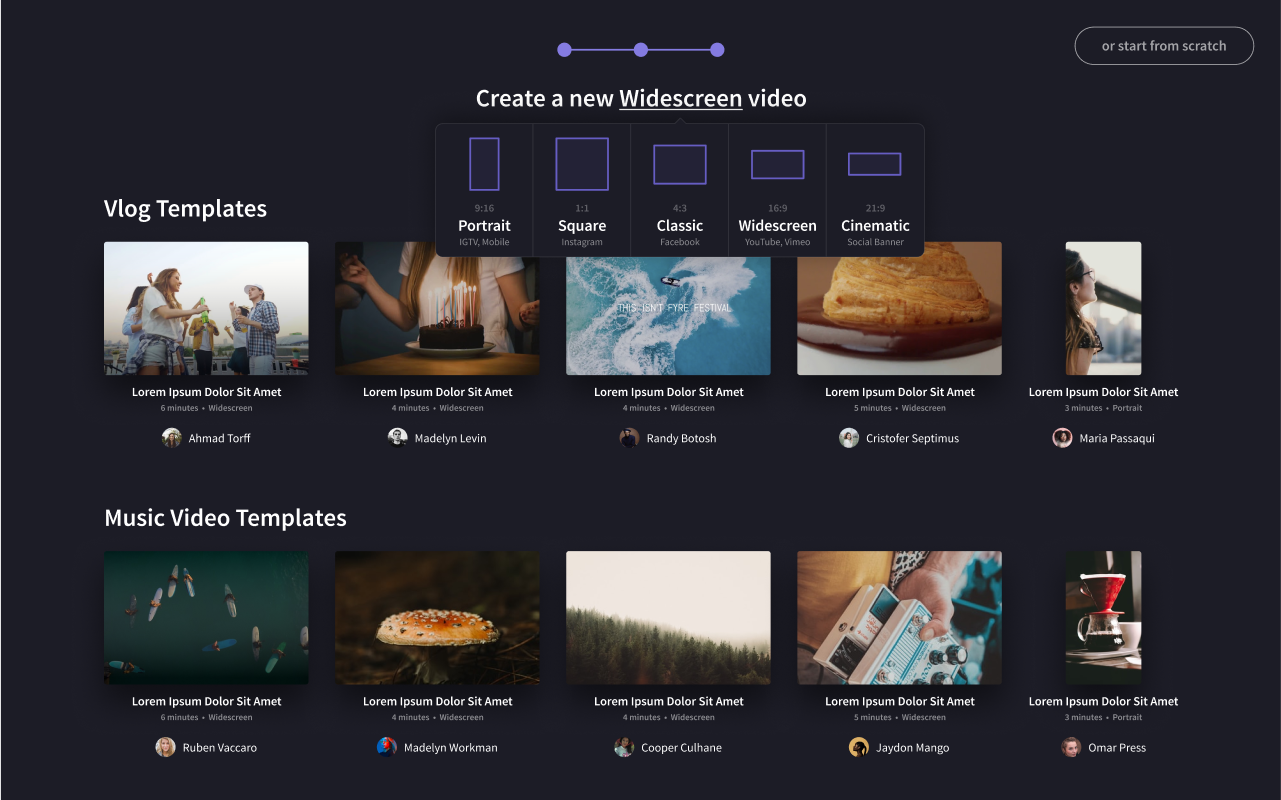 or start from scratch
Create a new Widescreen video
9:16
Portrait
IGTV, Mobile
1:1
Square
Instagram
4:3
Classic
Facebook
16:9
Widescreen
YouTube, Vimeo
21:9
Cinematic
Social Banner
Vlog Templates
THIS ISN'T FYRE FESTIVAL
Lorem Ipsum Dolor Sit Amet
6 minutes • Widescreen
Ahmad Torff
Lorem Ipsum Dolor Sit Amet
4 minutes • Widescreen
Madelyn Levin
Lorem Ipsum Dolor Sit Amet
4 minutes • Widescreen
Randy Botosh
Lorem Ipsum Dolor Sit Amet
5 minutes • Widescreen
Cristofer Septimus
Lorem Ipsum Dolor Sit Amet
3 minutes • Portrait
Maria Passaqui
Music Video Templates
Lorem Ipsum Dolor Sit Amet
6 minutes • Widescreen
Ruben Vaccaro
Lorem Ipsum Dolor Sit Amet
4 minutes • Widescreen
Madelyn Workman
Lorem Ipsum Dolor Sit Amet
4 minutes • Widescreen
Cooper Culhane
Lorem Ipsum Dolor Sit Amet
5 minutes • Widescreen
Jaydon Mango
Lorem Ipsum Dolor Sit Amet
3 minutes • Portrait
Omar Press